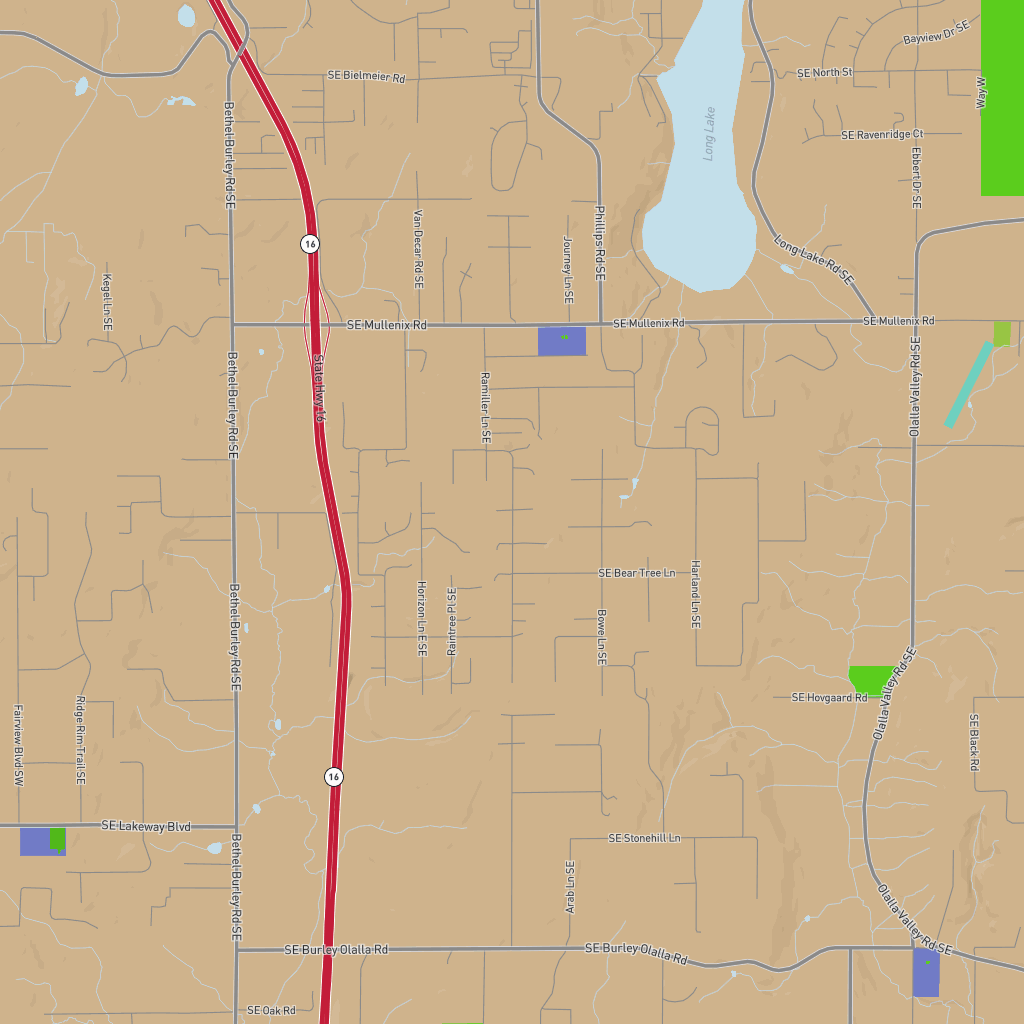 Bayview Dr SE
SE Bielmeier Rd
SE North St
Way W
Long Lake
SE Ravenridge Ct
Bethel Burley Rd SE
Ebbert Dr SE
Van Decar Rd SE
Phillips Rd SE
Journey Ln SE
16
Long Lake Rd SE
Kegel Ln SE
SE Mullenix Rd
SE Mullenix Rd
SE Mullenix Rd
State Hwy 16
Bethel Burley Rd SE
Ramiller Ln SE
Olalla Valley Rd SE
SE Bear Tree Ln
Harland Ln SE
Horizon Ln E SE
Raintree Pl SE
Bethel Burley Rd SE
Bowe Ln SE
Olalla Valley Rd SE
SE Hovgaard Rd
Fairview Blvd SW
Ridge Rim Trail SE
SE Black Rd
16
SE Lakeway Blvd
SE Stonehill Ln
Bethel Burley Rd SE
Arab Ln SE
Olalla Valley Rd SE
SE Burley Olalla Rd
SE Burley Olalla Rd
SE Oak Rd